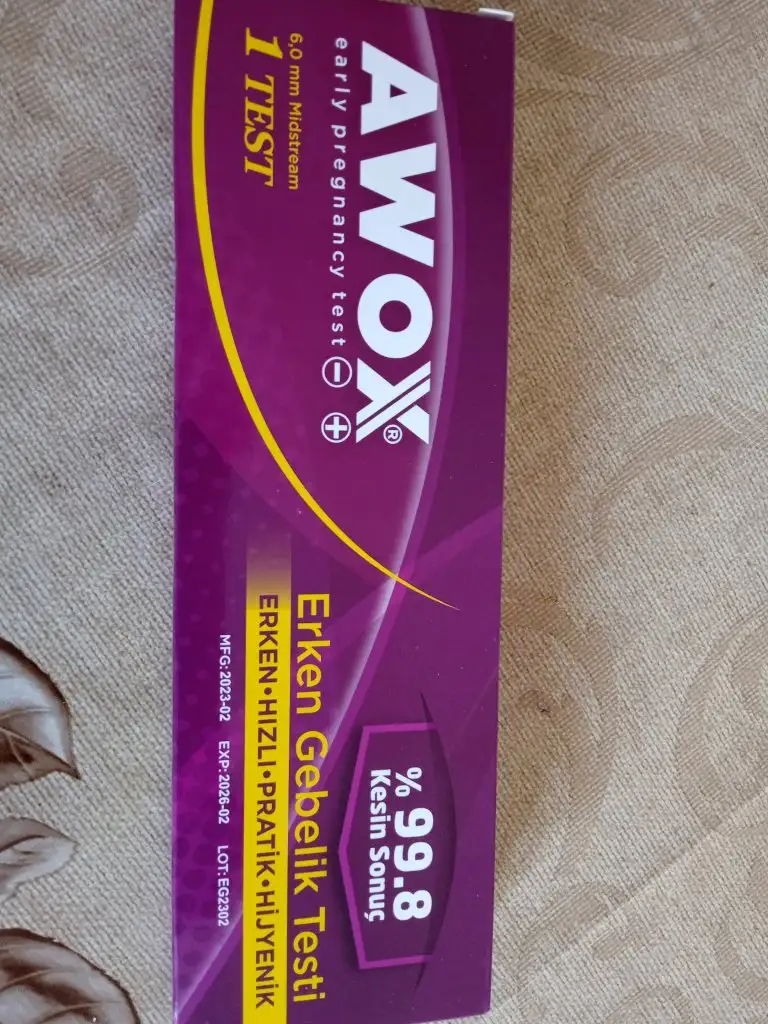 AWOX®
early pregnancy test - +
6,0 mm Midstream
1 TEST
% 99.8
Kesin Sonuç
Erken Gebelik Testi
ERKEN•HIZLI•PRATİK•HİJYENİK
MFG:2023-02 EXP:2026-02 LOT:EG2302